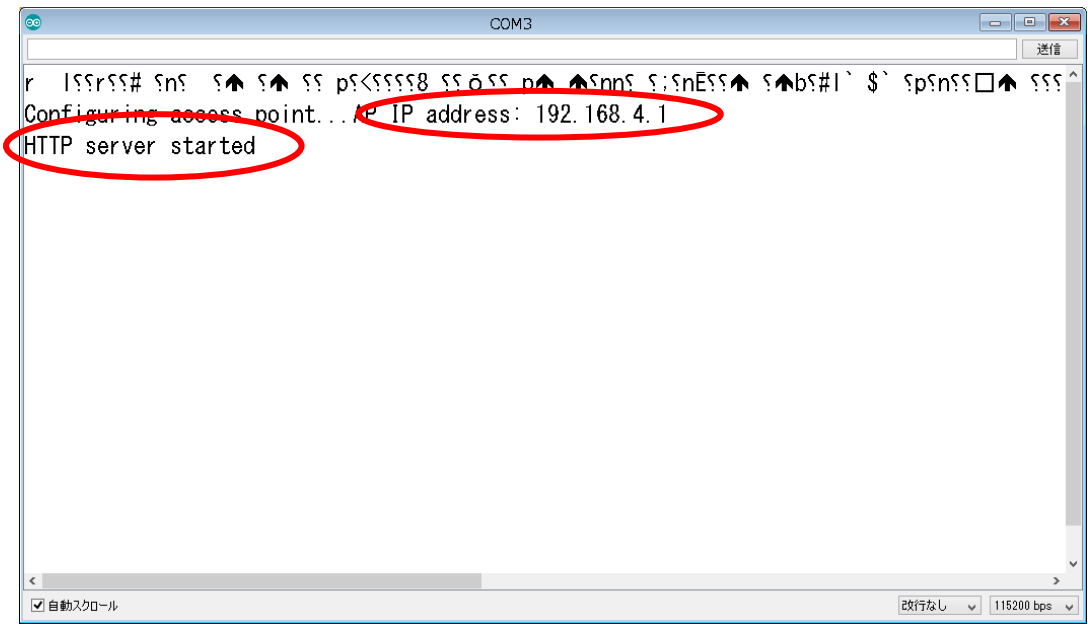 COM3
送信
Configuring access point...AP IP address: 192.168.4.1
HTTP server started
自動スクロール
改行なし
115200 bps